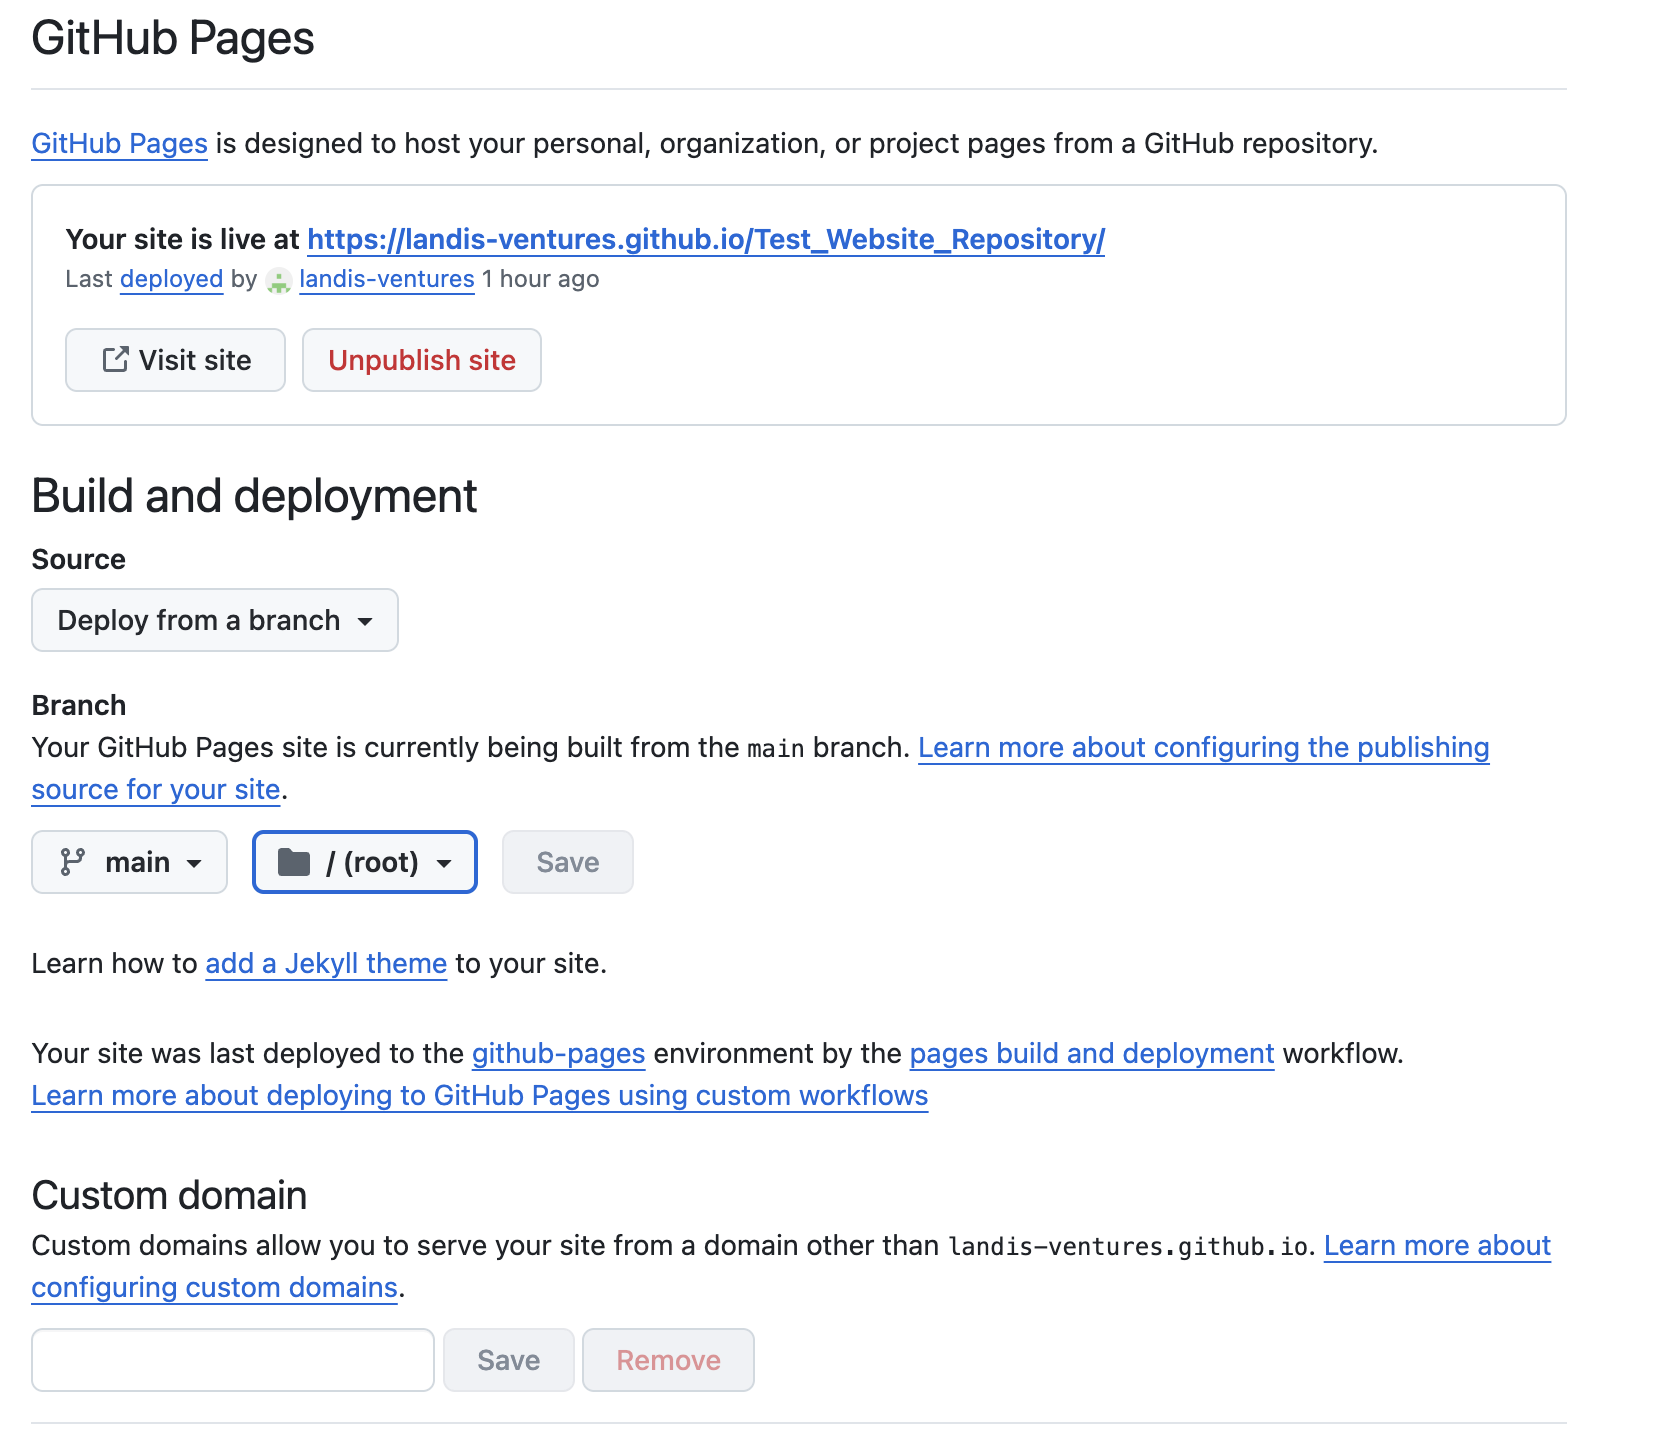 GitHub Pages
GitHub Pages is designed to host your personal, organization, or project pages from a GitHub repository.
Your site is live at https://landis-ventures.github.io/Test_Website_Repository/
Last deployed by landis-ventures 1 hour ago
Visit site Unpublish site
Build and deployment
Source
Deploy from a branch
Branch
Your GitHub Pages site is currently being built from the main branch. Learn more about configuring the publishing
source for your site.
main / (root) Save
Learn how to add a Jekyll theme to your site.
Your site was last deployed to the github-pages environment by the pages build and deployment workflow.
Learn more about deploying to GitHub Pages using custom workflows
Custom domain
Custom domains allow you to serve your site from a domain other than landis-ventures.github.io. Learn more about
configuring custom domains.
Save Remove